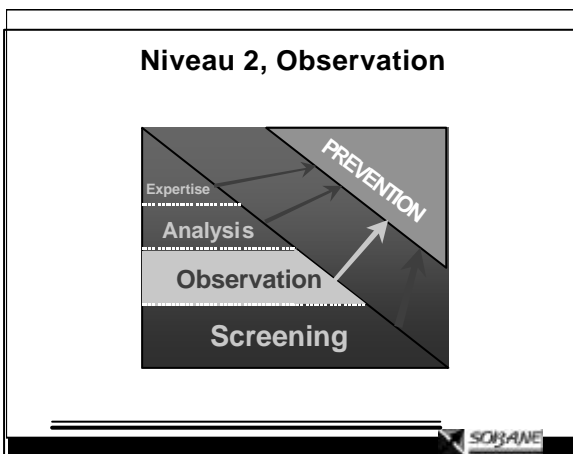 Niveau 2, Observation
PREVENTION
Expertise
Analysis
Observation
Screening
SOBANE